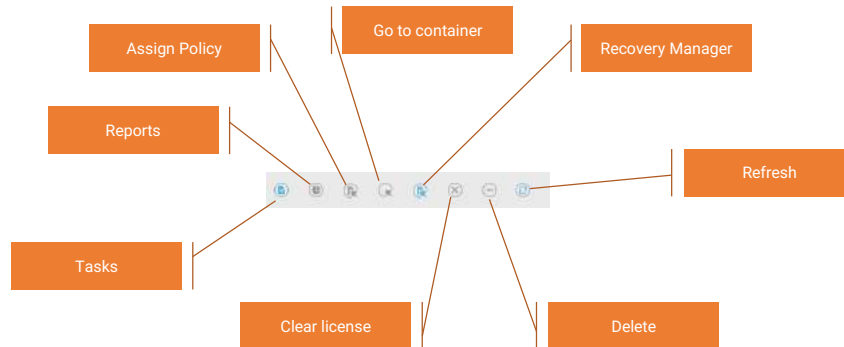 Go to container
Assign Policy
Recovery Manager
Reports
Refresh
Tasks
Clear license
Delete